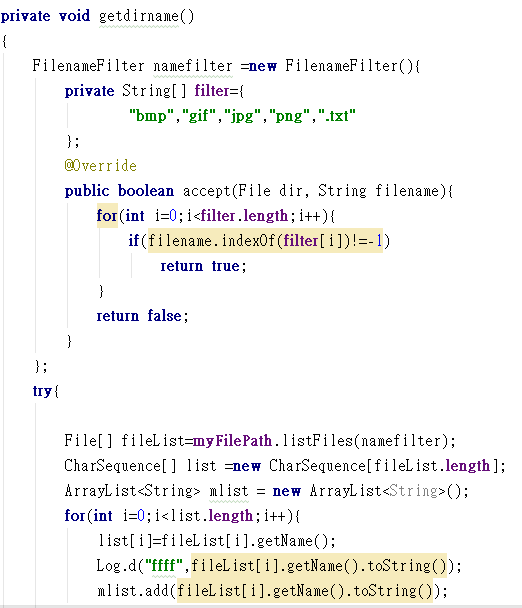 private void getdirname()
{
    FilenameFilter namefilter =new FilenameFilter(){
        private String[] filter={
                "bmp","gif","jpg","png",".txt"
        };
        @Override
        public boolean accept(File dir, String filename){
            for(int i=0;i<filter.length;i++){
                if(filename.indexOf(filter[i])!=-1)
                    return true;
            }
            return false;
        }
    };
    try{
        File[] fileList=myFilePath.listFiles(namefilter);
        CharSequence[] list =new CharSequence[fileList.length];
        ArrayList<String> mlist = new ArrayList<String>();
        for(int i=0;i<list.length;i++){
            list[i]=fileList[i].getName();
            Log.d("ffff",fileList[i].getName().toString());
            mlist.add(fileList[i].getName().toString());